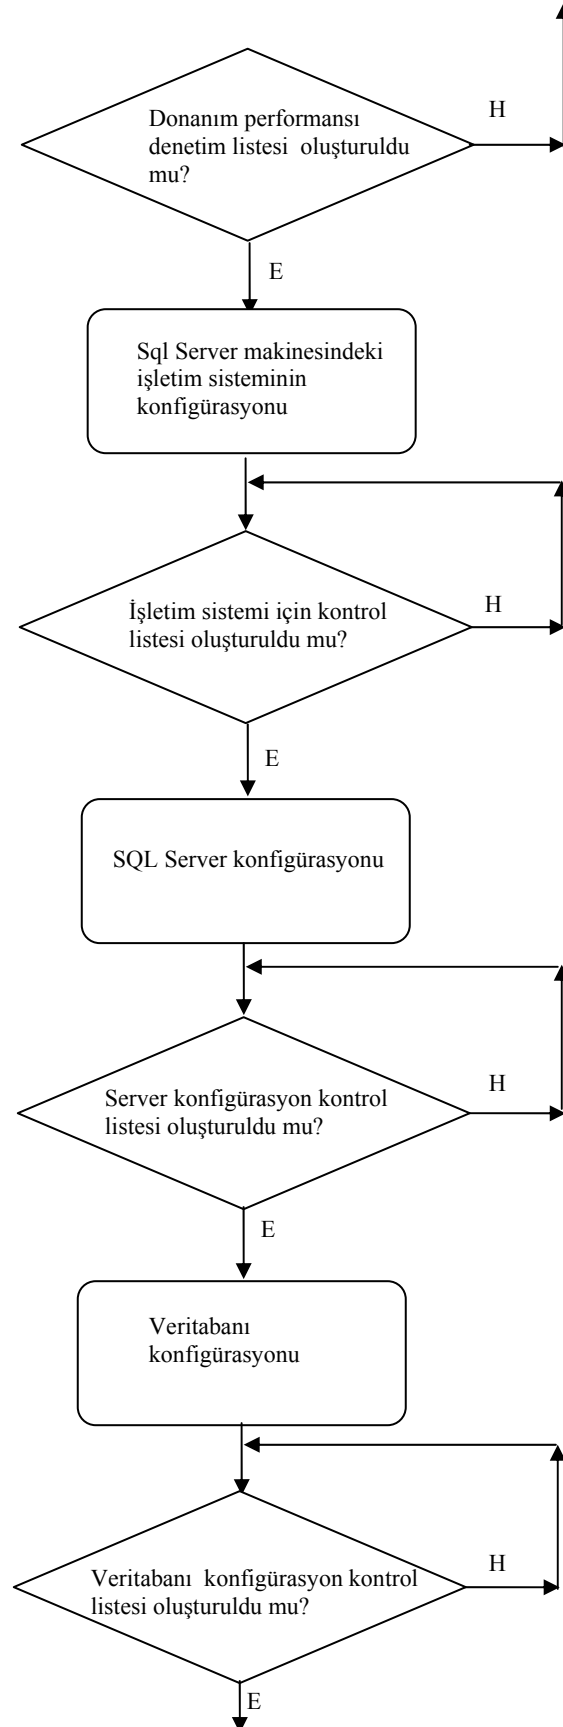 H
Donanım performansı
denetim listesi oluşturuldu
mu?
E
Sql Server makinesindeki
işletim sisteminin
konfigürasyonu
İşletim sistemi için kontrol
listesi oluşturuldu mu?
H
E
SQL Server konfigürasyonu
H
Server konfigürasyon kontrol
listesi oluşturuldu mu?
E
Veritabanı
konfigürasyonu
H
Veritabanı konfigürasyon kontrol
listesi oluşturuldu mu?
E